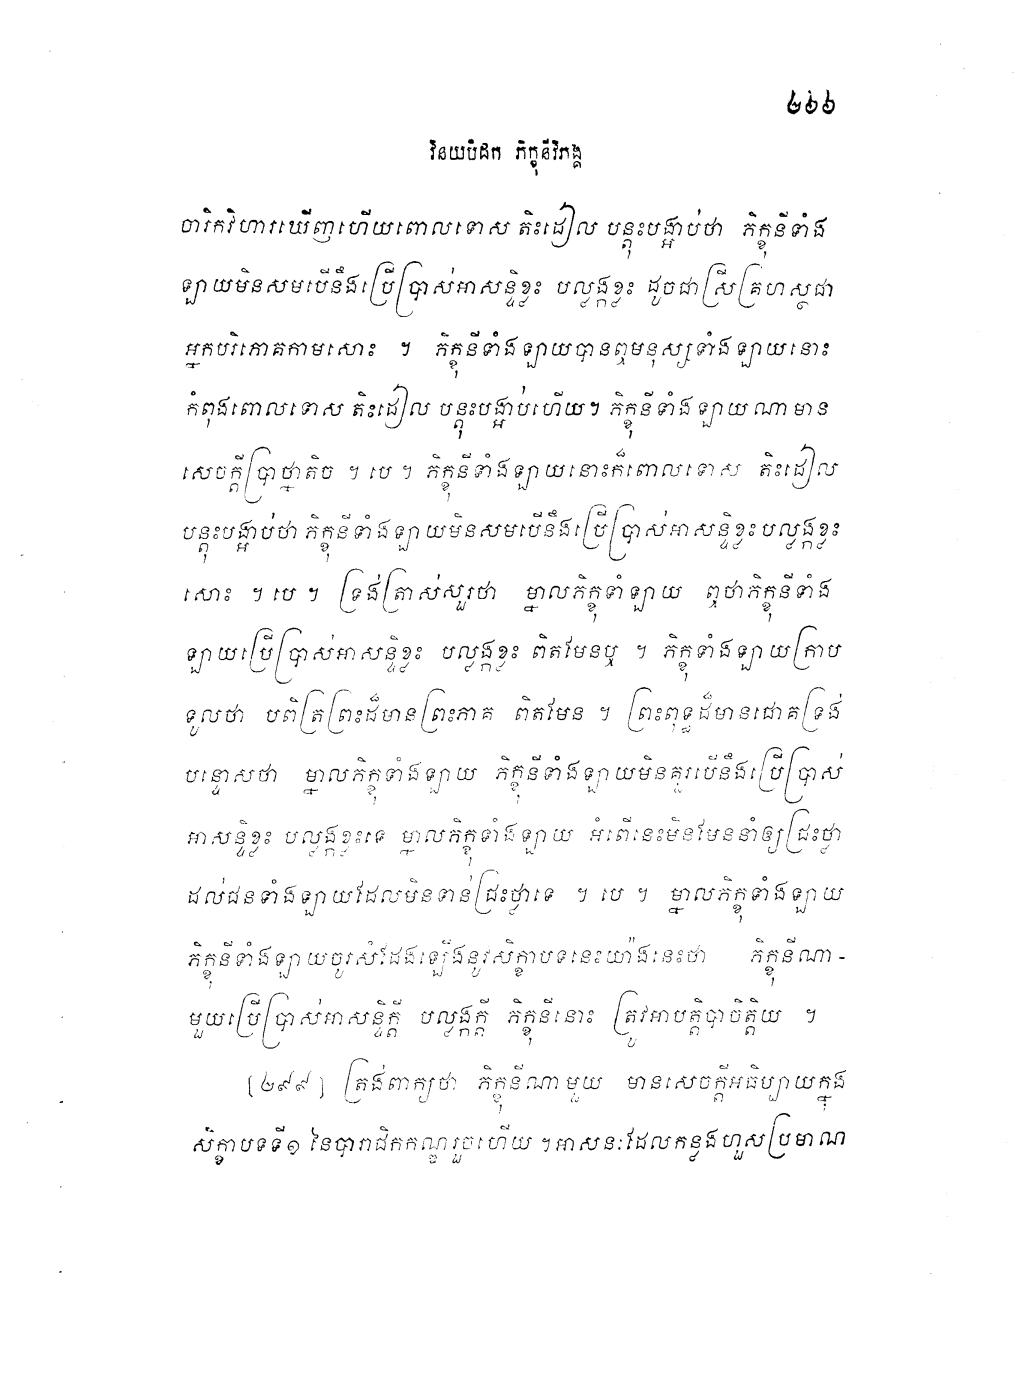 ២៦៦
វិនយបិដក ភិក្ខុនីវិភង្គ
ចារិកវិហារឃើញហើយពោលទោស តិះដៀល បន្តុះបង្អាប់ថា ភិក្ខុនីទាំង
ឡាយមិនសមបើនឹងប្រើប្រាស់អាសន្ទិខ្លះ បល្លង្កខ្លះ ដូចជាស្រីគ្រហស្ថជា
អ្នកបរិភោគកាមសោះ ។ ភិក្ខុនីទាំងឡាយបានឮមនុស្សទាំងឡាយនោះ
កំពុងពោលទោស តិះដៀល បន្តុះបង្អាប់ហើយ។ ភិក្ខុនីទាំងឡាយណាមាន
សេចក្តីប្រាថ្នាតិច ។ បេ ។ ភិក្ខុនីទាំងឡាយនោះក៏ពោលទោស តិះដៀល
បន្តុះបង្អាប់ថា ភិក្ខុនីទាំងឡាយមិនសមបើនឹងប្រើប្រាស់អាសន្ទិខ្លះ បល្លង្កខ្លះ
សោះ ។ បេ ។ ទ្រង់ត្រាស់សួរថា ម្នាលភិក្ខុទាំឡាយ ឮថាភិក្ខុនីទាំង
ឡាយប្រើប្រាស់អាសន្ទិខ្លះ បល្លង្កខ្លះ ពិតមែនឬ ។ ភិក្ខុទាំងឡាយក្រាប
ទូលថា បពិត្រព្រះដ៏មានព្រះភាគ ពិតមែន ។ ព្រះពុទ្ធដ៏មានជោគទ្រង់
បន្ទោសថា ម្នាលភិក្ខុទាំងឡាយ ភិក្ខុនីទាំងឡាយមិនគួរបើនឹងប្រើប្រាស់
អាសន្ទិខ្លះ បល្លង្កខ្លះទេ ម្នាលភិក្ខុទាំងឡាយ អំពើនេះមិនមែននាំឲ្យជ្រះថ្លា
ដល់ជនទាំងឡាយដែលមិនទាន់ជ្រះថ្លាទេ ។ បេ ។ ម្នាលភិក្ខុទាំងឡាយ
ភិក្ខុនីទាំងឡាយចូរសំដែងឡើងនូវសិក្ខាបទនេះយ៉ាងនេះថា ភិក្ខុនីណា-
មួយប្រើប្រាស់អាសន្ទិក្តី បល្លង្កក្តី ភិក្ខុនីនោះ ត្រូវអាបត្តិបាចិត្តិយ ។
[២៩៩] ត្រង់ពាក្យថា ភិក្ខុនីណាមួយ មានសេចក្តីអធិប្បាយក្នុង
សិក្ខាបទទី១ នៃបារាជិកកណ្ឌរួចហើយ ។ អាសនៈដែលកន្លងហួសប្រមាណ